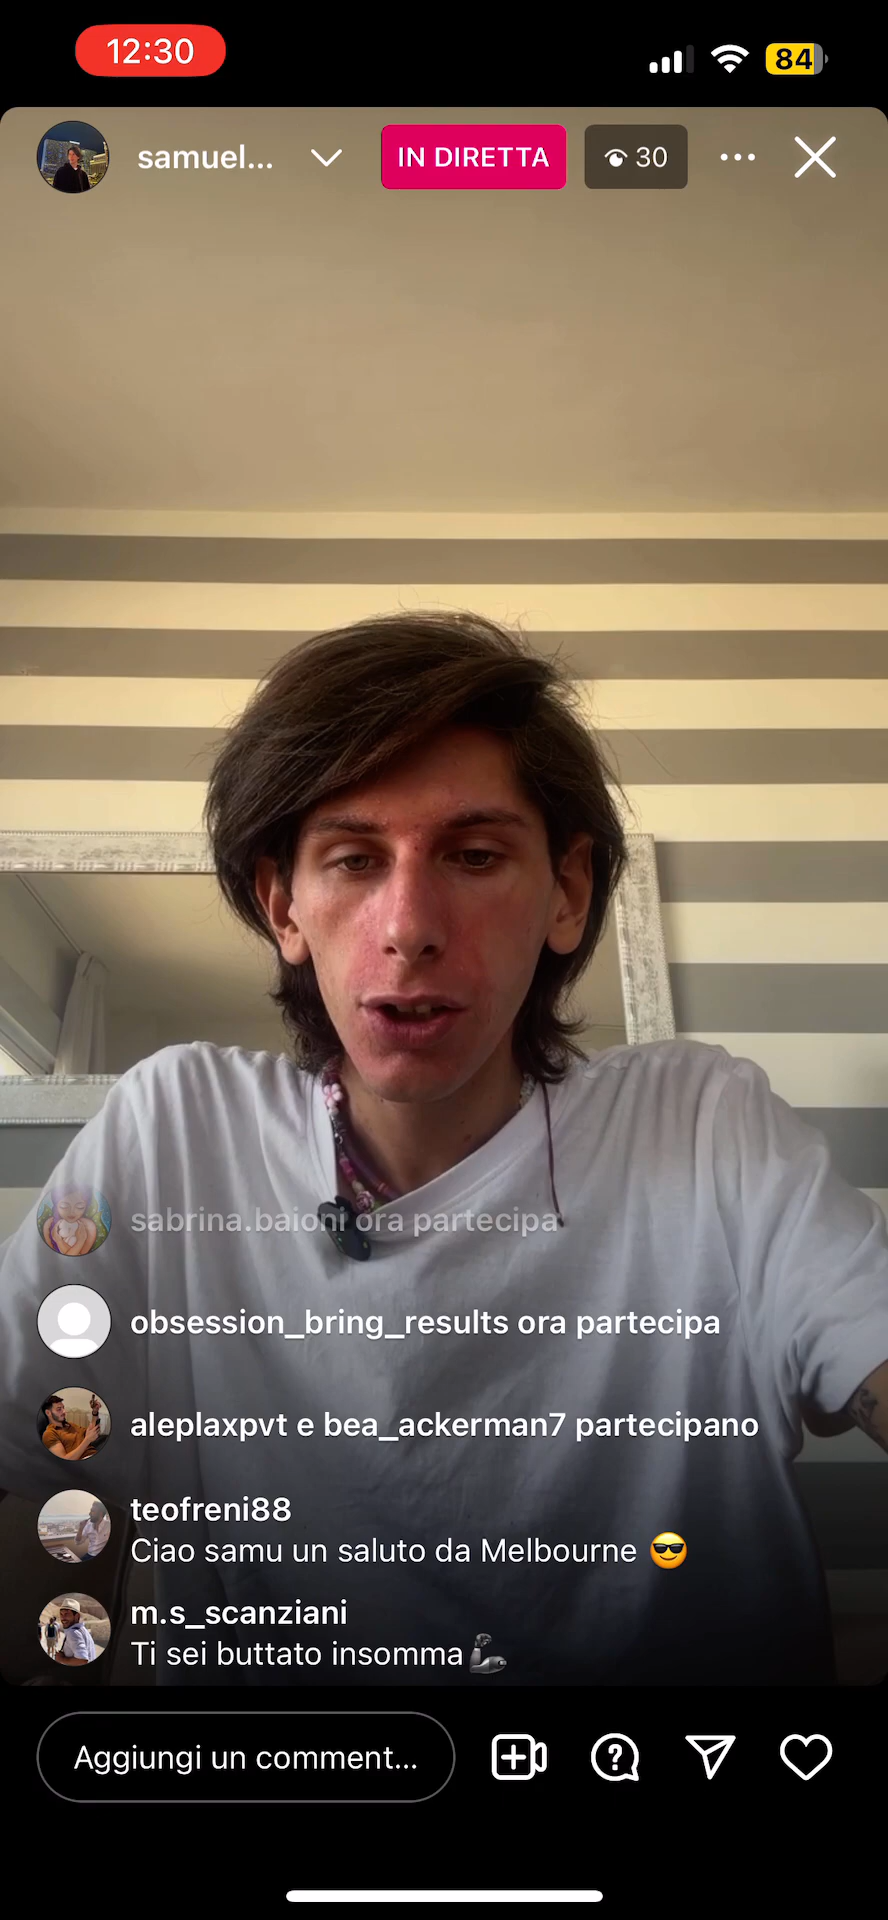 12:30
84
samuel...
IN DIRETTA
30
sabrina.baioni ora partecipa
obsession_bring_results ora partecipa
aleplaxpvt e bea_ackerman7 partecipano
teofreni88
Ciao samu un saluto da Melbourne 😎
m.s_scanziani
Ti sei buttato insomma🦾
Aggiungi un comment...